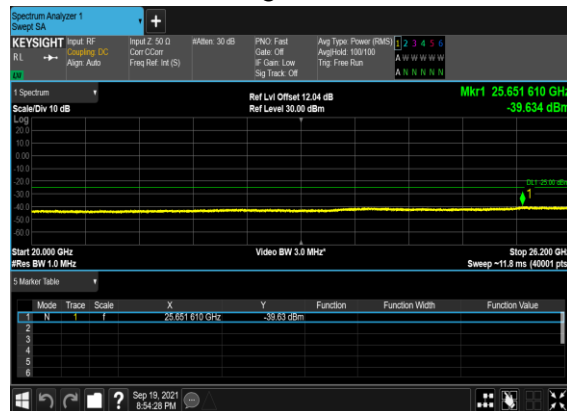 Spectrum Analyzer 1
Swept SA
+
KEYSIGHT Input: RF Input Z: 50 Ω #Atten: 30 dB PNO: Fast Avg Type: Power (RMS) 1 2 3 4 5 6
RL Coupling: DC Corr CCorr Gate: Off Avg|Hold: 100/100 A W W W W W
Align: Auto Freq Ref: Int (S) IF Gain: Low Trig: Free Run A N N N N N
Sig Track: Off
1 Spectrum
Ref Lvl Offset 12.04 dB Mkr1 25.651 610 GHz
Scale/Div 10 dB Ref Level 30.00 dBm -39.634 dBm
Log
20.0
10.0
0.00
-10.0
-20.0
DL1 -25.00 dBm
-30.0
1
-40.0
-50.0
-60.0
Start 20.000 GHz Video BW 3.0 MHz* Stop 26.200 GHz
#Res BW 1.0 MHz Sweep ~11.8 ms (40001 pts)
5 Marker Table
Mode Trace Scale X Y Function Function Width Function Value
1 N 1 f 25.651 610 GHz -39.63 dBm
2
3
4
5
6
? Sep 19, 2021
8:54:28 PM